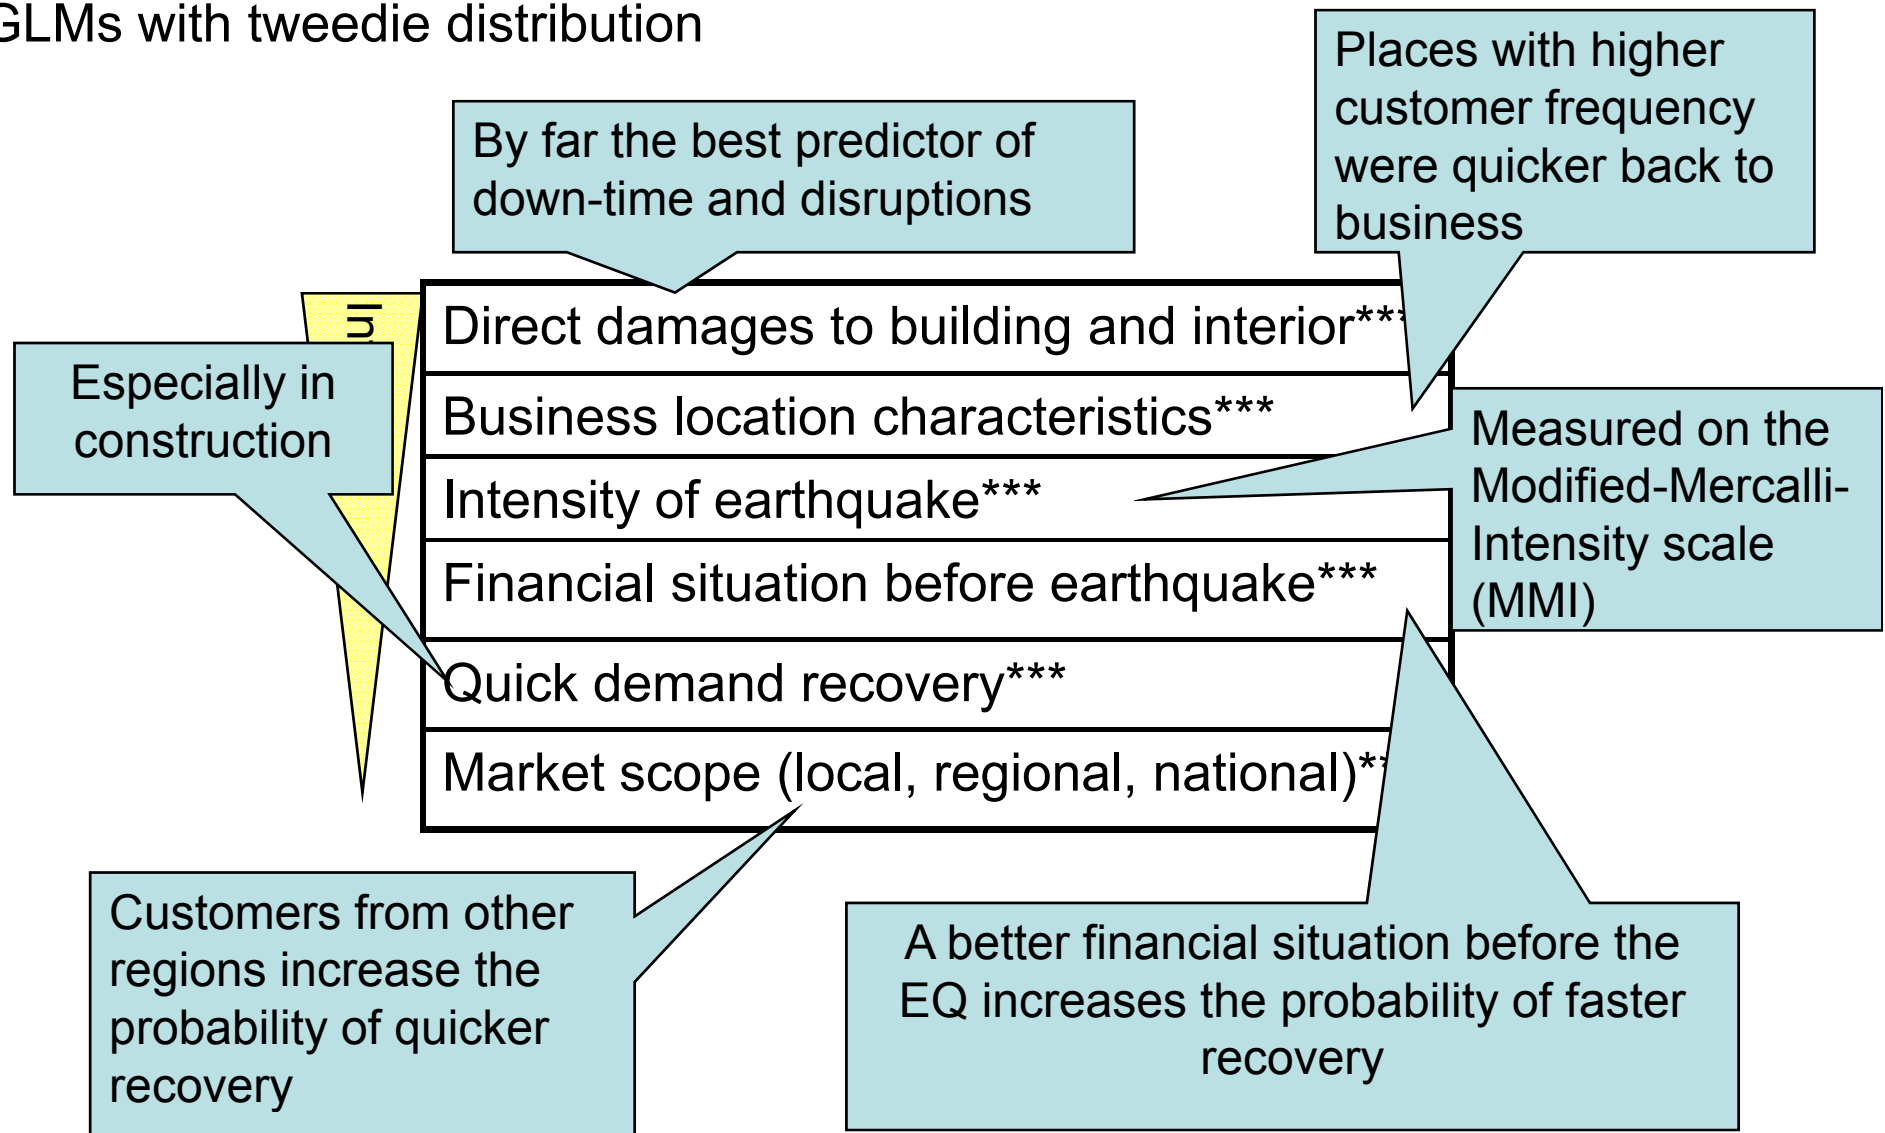 GLMs with tweedie distribution
Places with higher
customer frequency
were quicker back to
business
By far the best predictor of
down-time and disruptions
Direct damages to building and interior***
Especially in
construction
Business location characteristics***
Measured on the
Modified-Mercalli-
Intensity scale
(MMI)
Intensity of earthquake***
Financial situation before earthquake***
Quick demand recovery***
Market scope (local, regional, national)**
Customers from other
regions increase the
probability of quicker
recovery
A better financial situation before the
EQ increases the probability of faster
recovery